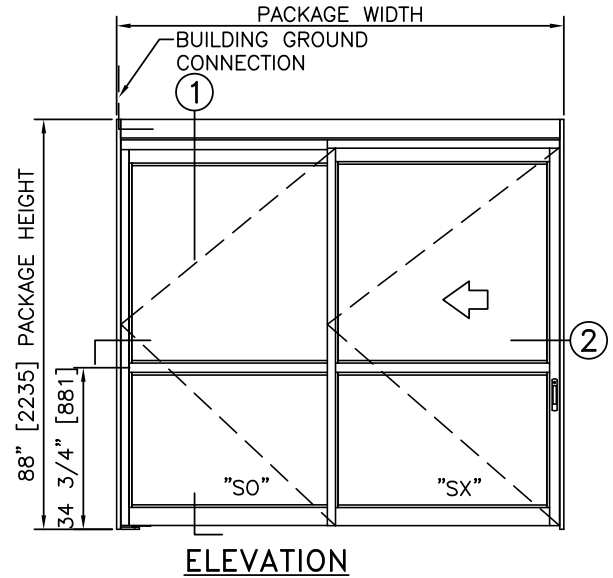 PACKAGE WIDTH
BUILDING GROUND
CONNECTION
1
88" [2235] PACKAGE HEIGHT
34 3/4" [881]
2
"SO"
"SX"
ELEVATION